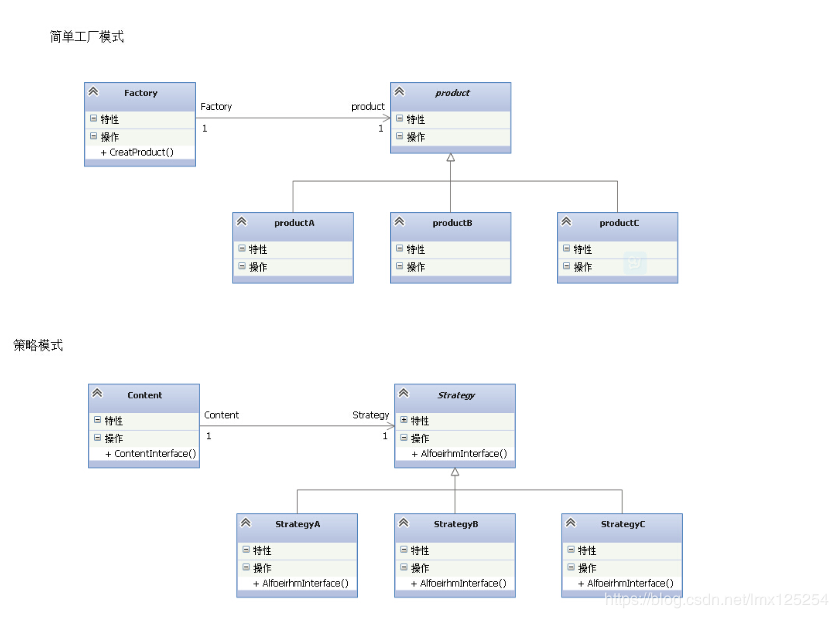 简单工厂模式
Factory
特性
操作
+ CreatProduct()
Factory
1
product
1
product
特性
操作
productA
特性
操作
productB
特性
操作
productC
特性
操作
策略模式
Content
特性
操作
+ ContentInterface()
Content
1
Strategy
1
Strategy
特性
操作
+ AlfoeirhmInterface()
StrategyA
特性
操作
+ AlfoeirhmInterface()
StrategyB
特性
操作
+ AlfoeirhmInterface()
StrategyC
特性
操作
+ AlfoeirhmInterface()
https://blog.csdn.net/lmx125254